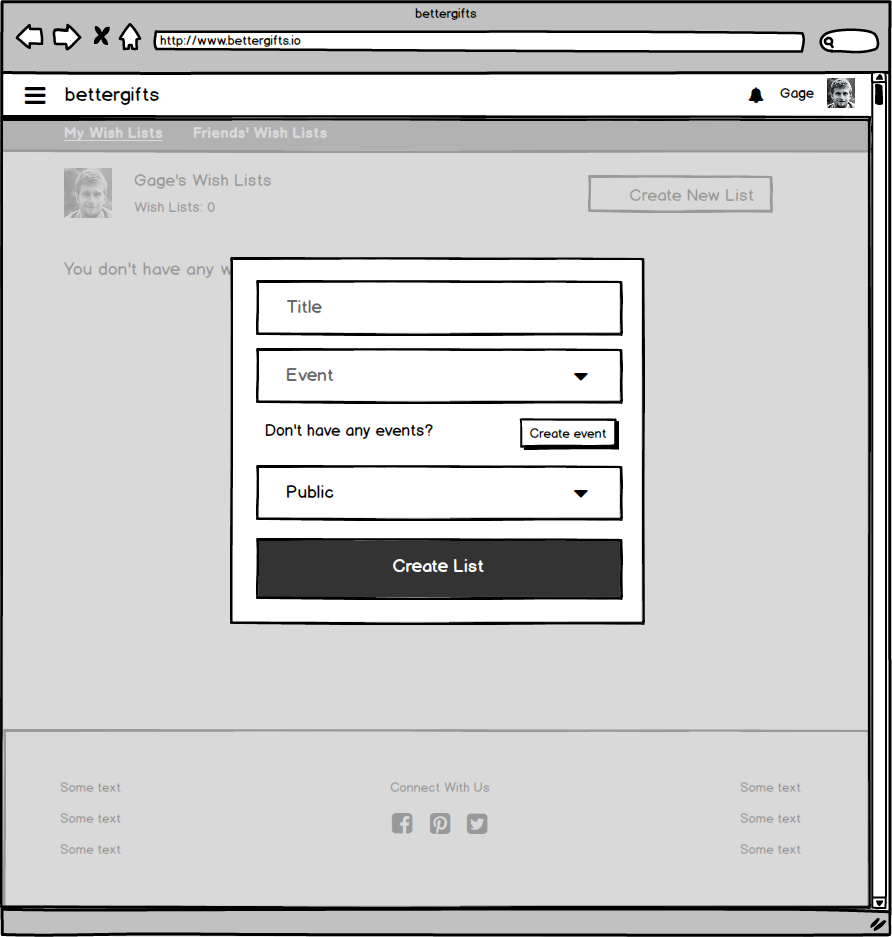 bettergifts
http://www.bettergifts.io
bettergifts
Gage
My Wish Lists Friends' Wish Lists
Gage's Wish Lists
Wish Lists: 0
Create New List
You don't have any
Title
Event
Don't have any events?
Create event
Public
Create List
Some text
Some text
Some text
Connect With Us
Some text
Some text
Some text